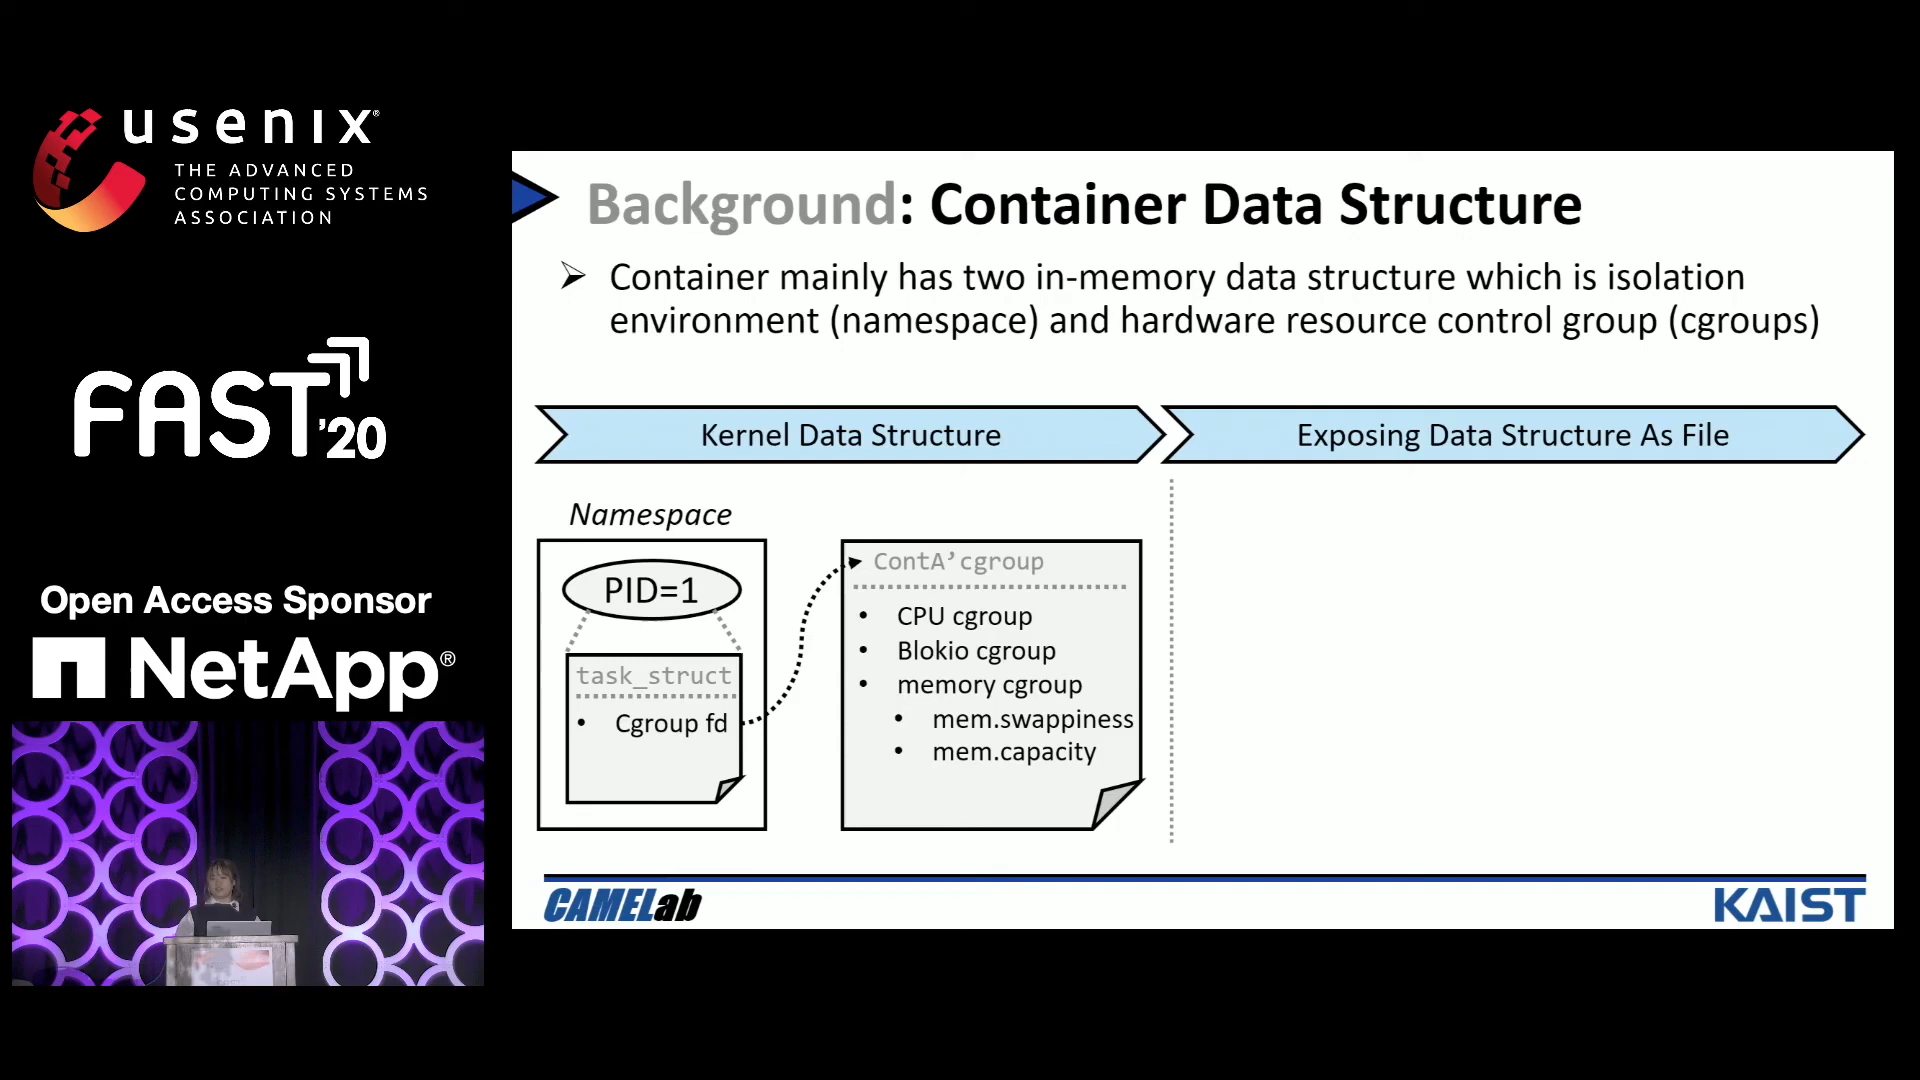 usenix®
THE ADVANCED
COMPUTING SYSTEMS
ASSOCIATION
FAST '20
Open Access Sponsor
NetApp®
Background: Container Data Structure
➢ Container mainly has two in-memory data structure which is isolation
environment (namespace) and hardware resource control group (cgroups)
Kernel Data Structure
Exposing Data Structure As File
Namespace
PID=1
task_struct
• Cgroup fd
ContA’cgroup
• CPU cgroup
• Blokio cgroup
• memory cgroup
• mem.swappiness
• mem.capacity
CAMELab
KAIST